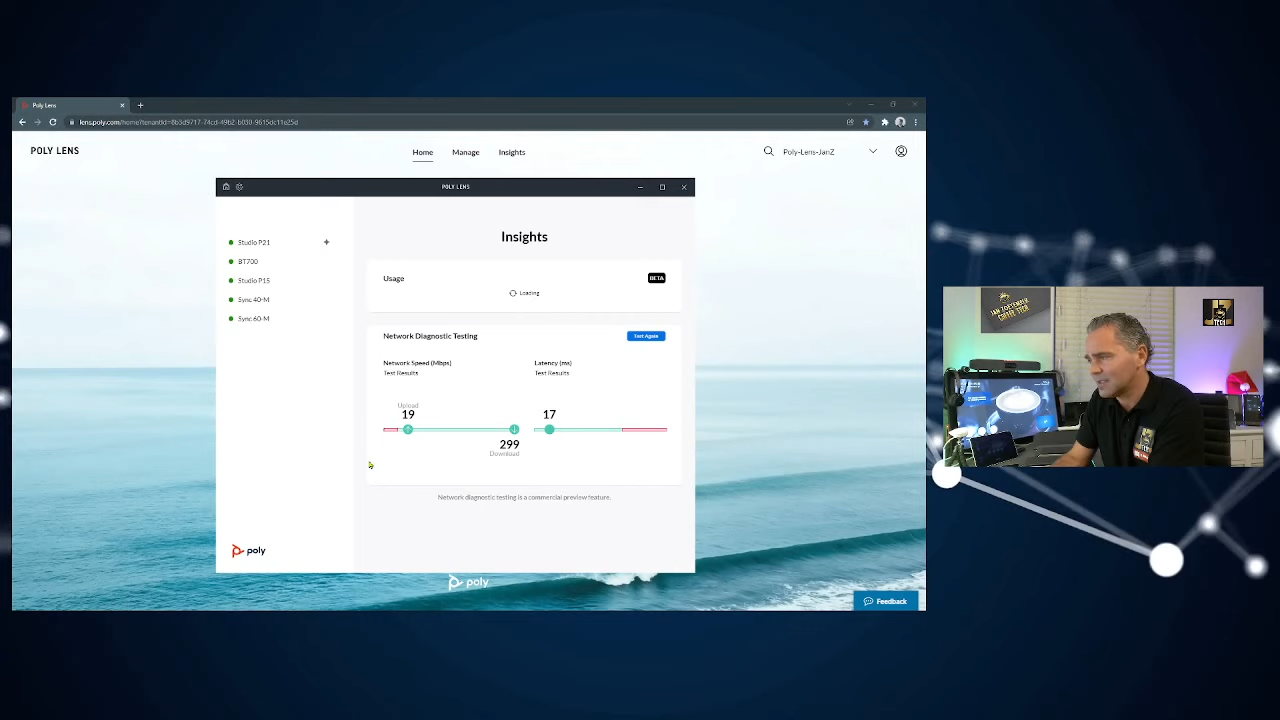 Poly Lens
lens.poly.com/home?tenantId=8b3d9717-74cd-49b2-b030-9615dc11a25d
POLY LENS
Home Manage Insights
Poly-Lens-JanZ
POLY LENS
Studio P21
BT700
Studio P15
Sync 40-M
Sync 60-M
Insights
Usage
BETA
Loading
Network Diagnostic Testing
Test Again
Network Speed (Mbps)
Test Results
Latency (ms)
Test Results
Upload
19
17
299
Download
Network diagnostic testing is a commercial preview feature.
poly
poly
Feedback
TECH